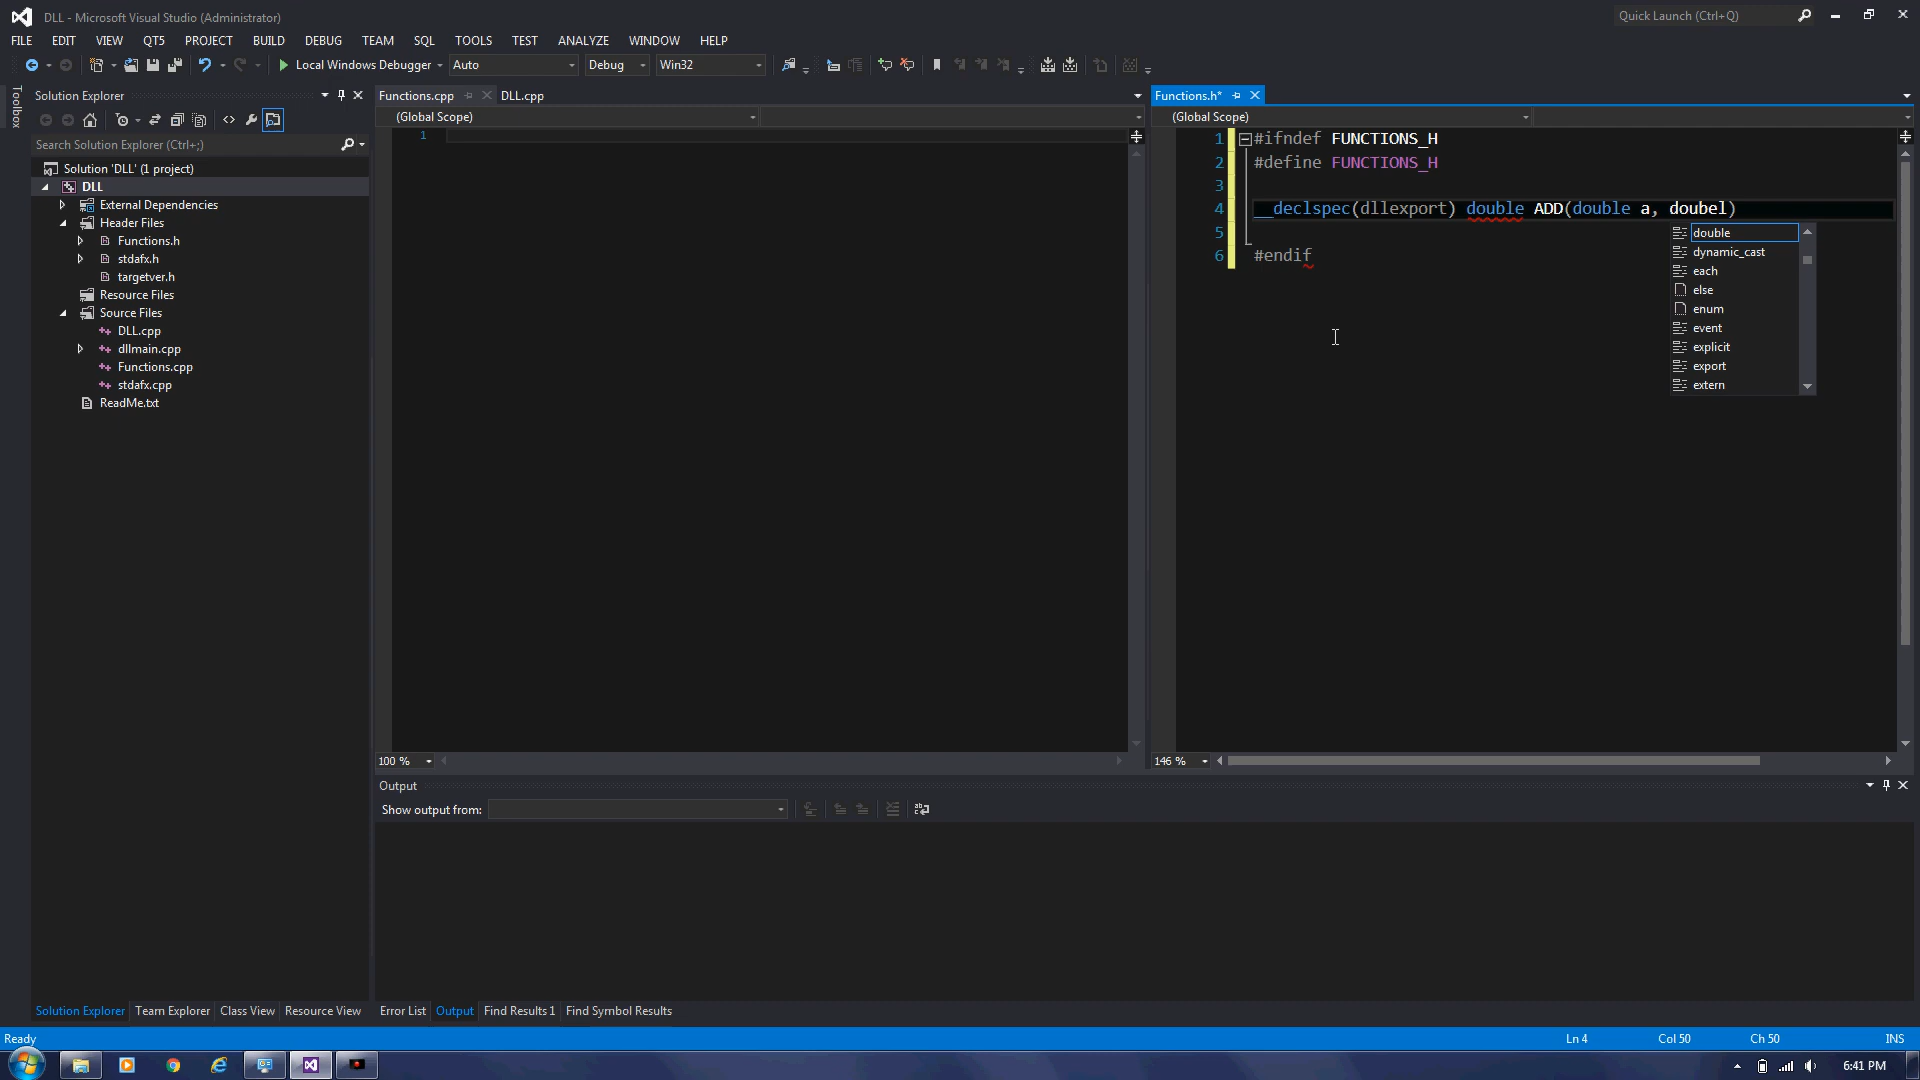 DLL - Microsoft Visual Studio (Administrator)
Quick Launch (Ctrl+Q)
FILE EDIT VIEW QT5 PROJECT BUILD DEBUG TEAM SQL TOOLS TEST ANALYZE WINDOW HELP
Local Windows Debugger Auto Debug Win32
Toolbox
Solution Explorer
Search Solution Explorer (Ctrl+;)
Solution 'DLL' (1 project)
DLL
External Dependencies
Header Files
Functions.h
stdafx.h
targetver.h
Resource Files
Source Files
DLL.cpp
dllmain.cpp
Functions.cpp
stdafx.cpp
ReadMe.txt
Solution Explorer Team Explorer Class View Resource View
Functions.cpp DLL.cpp
(Global Scope)
1
100 %
Functions.h*
(Global Scope)
1 #ifndef FUNCTIONS_H
2 #define FUNCTIONS_H
3
4 __declspec(dllexport) double ADD(double a, doubel)
5
6 #endif
double
dynamic_cast
each
else
enum
event
explicit
export
extern
146 %
Output
Show output from:
Error List Output Find Results 1 Find Symbol Results
Ready
Ln 4 Col 50 Ch 50 INS
6:41 PM